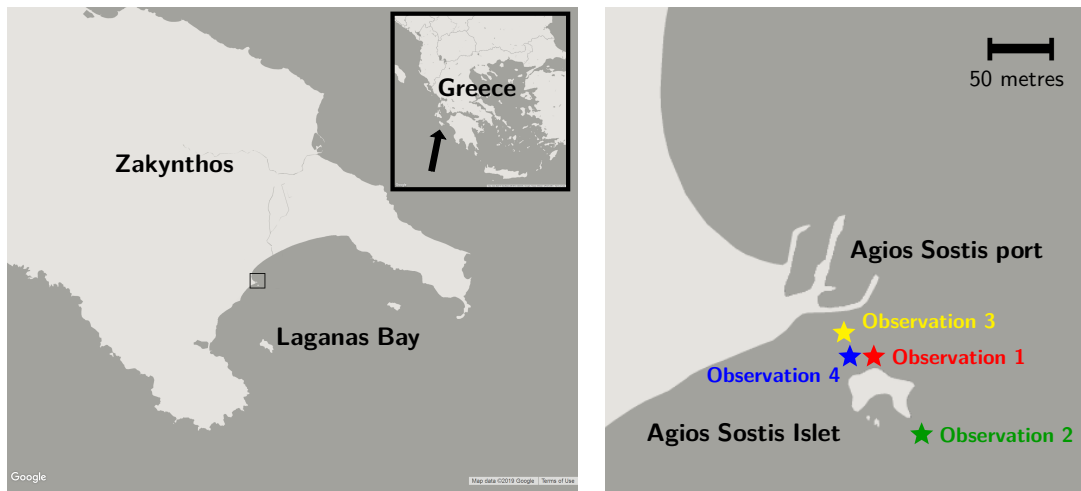 Greece
Zakynthos
Laganas Bay
Google
Map data ©2019 Google
Terms of Use
50 metres
Agios Sostis port
Observation 3
Observation 1
Observation 4
Agios Sostis Islet
Observation 2